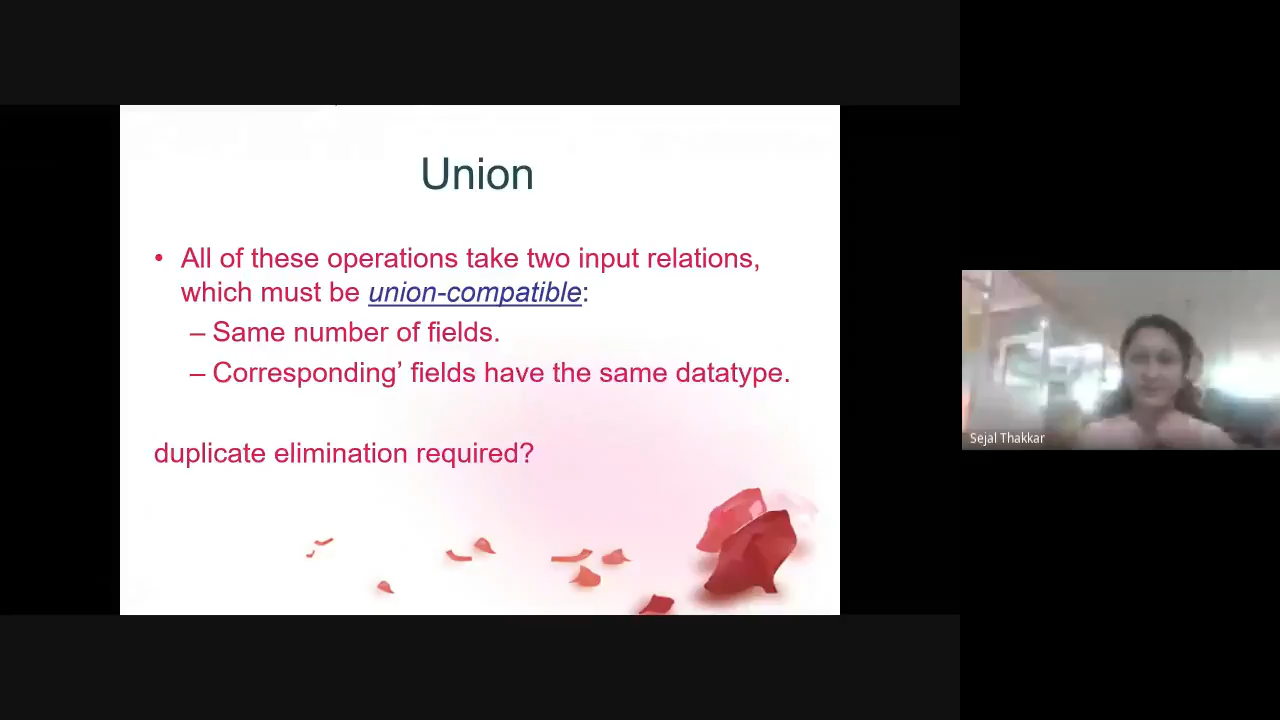 Union
• All of these operations take two input relations,
which must be union-compatible:
– Same number of fields.
– Corresponding’ fields have the same datatype.
duplicate elimination required?
Sejal Thakkar